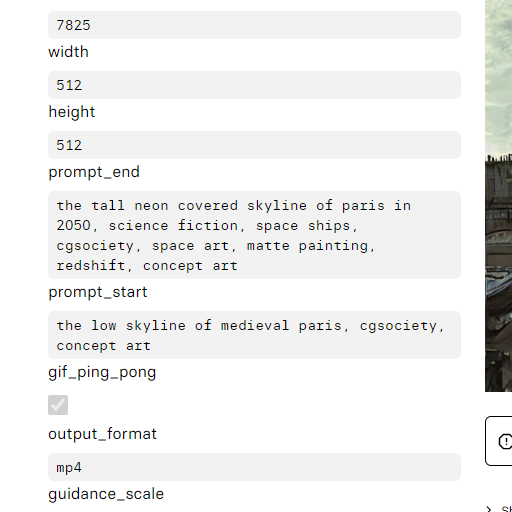 7825
width
512
height
512
prompt_end
the tall neon covered skyline of paris in
2050, science fiction, space ships,
cgsociety, space art, matte painting,
redshift, concept art
prompt_start
the low skyline of medieval paris, cgsociety,
concept art
gif_ping_pong
output_format
mp4
guidance_scale